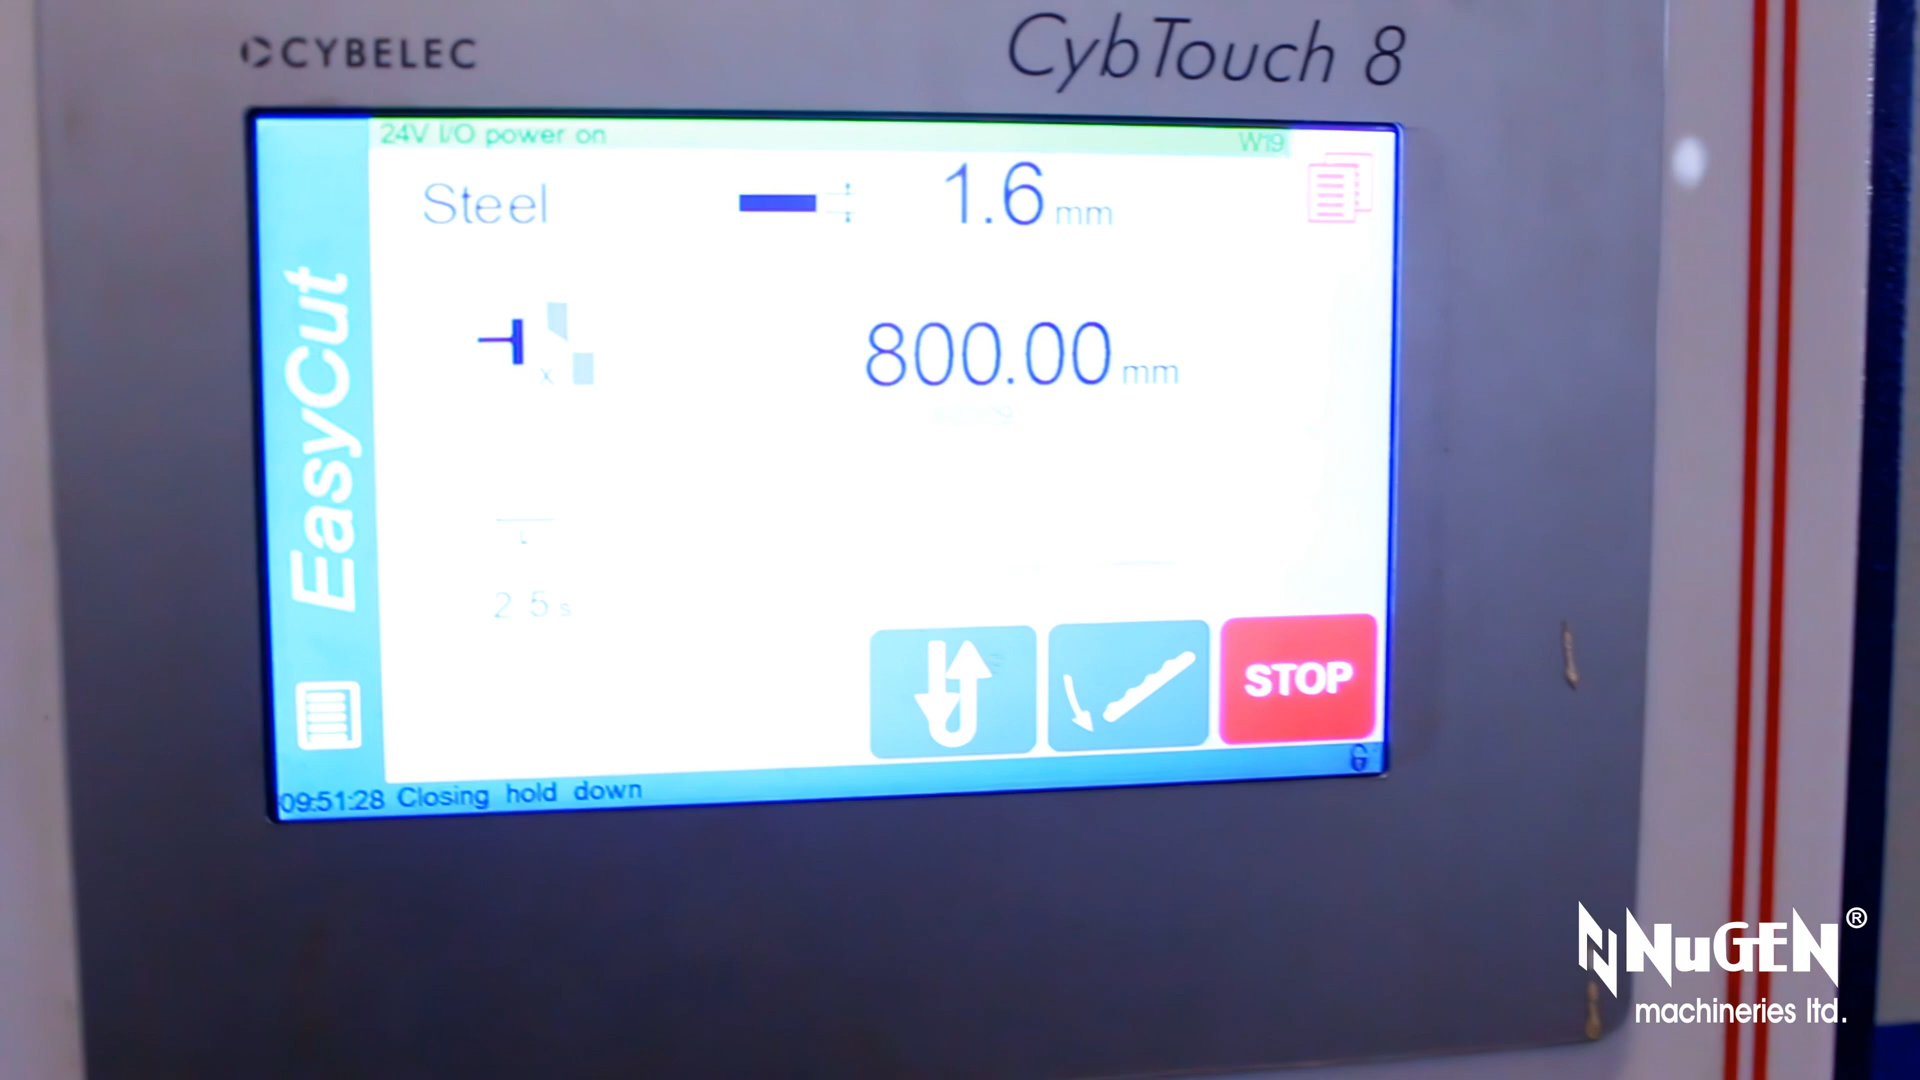 CYBELEC
CybTouch 8
24V I/O power on W19
Steel 1.6 mm
X 800.00 mm
L
2 5 s
EasyCut
STOP
09:51:28 Closing hold down
NuGEN®
machineries ltd.